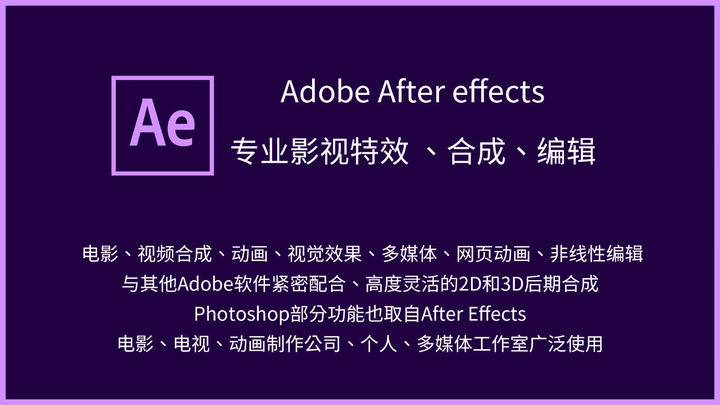 Ae
Adobe After effects
专业影视特效 、合成、编辑
电影、视频合成、动画、视觉效果、多媒体、网页动画、非线性编辑
与其他Adobe软件紧密配合、高度灵活的2D和3D后期合成
Photoshop部分功能也取自After Effects
电影、电视、动画制作公司、个人、多媒体工作室广泛使用